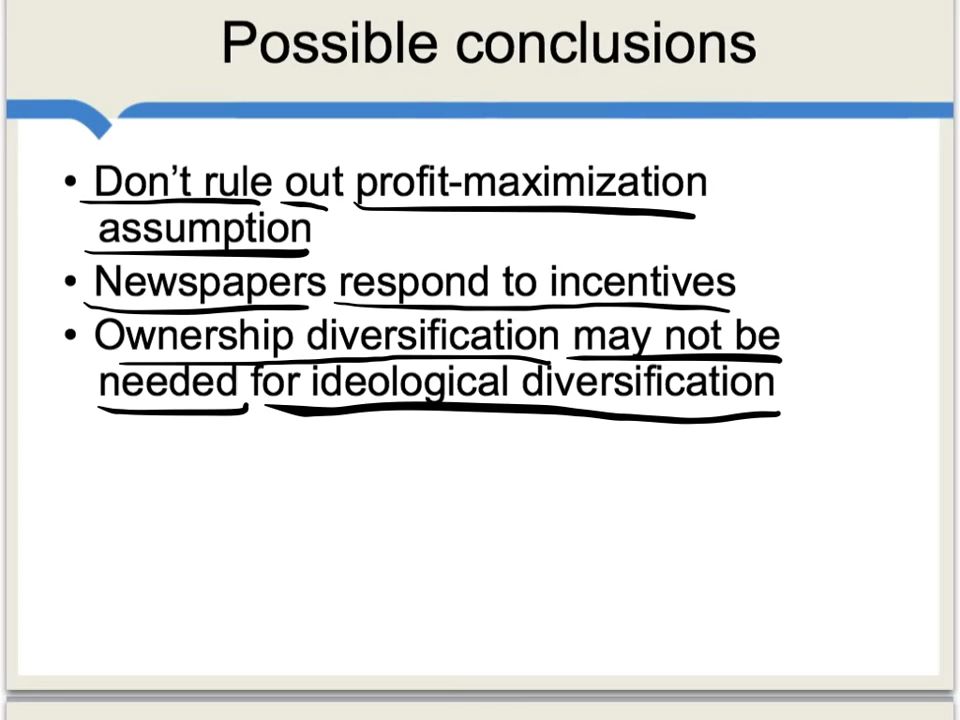 Possible conclusions
• Don't rule out profit-maximization
assumption
• Newspapers respond to incentives
• Ownership diversification may not be
needed for ideological diversification